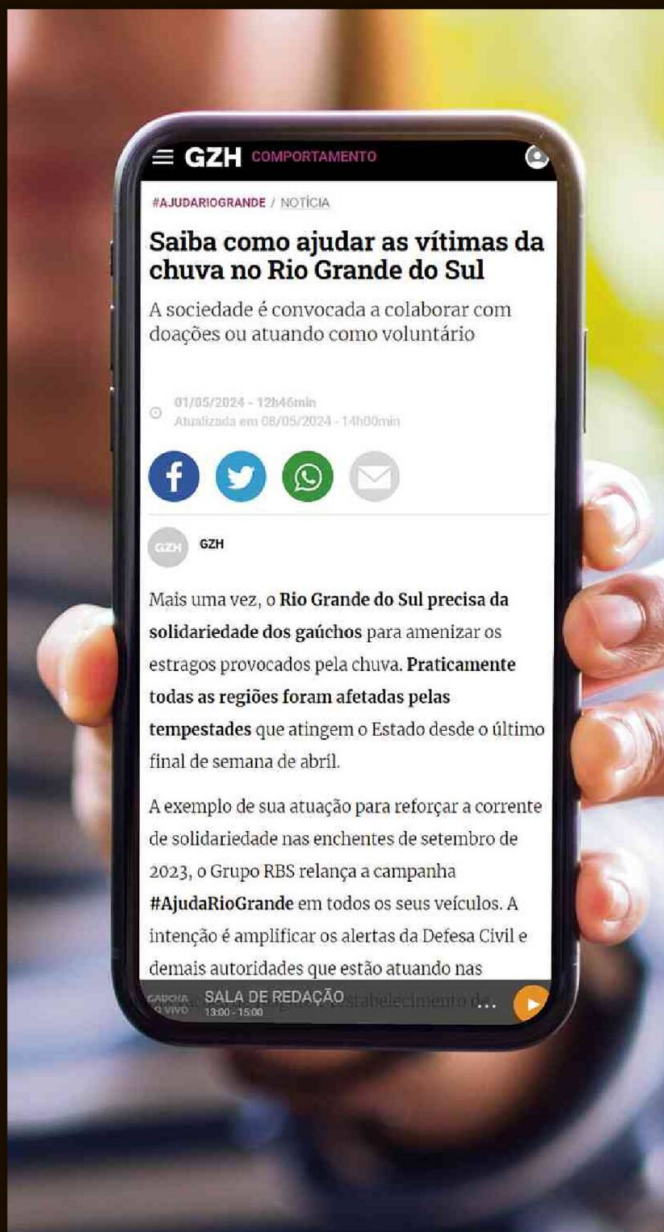 GZH COMPORTAMENTO
#AJUDARIOGRANDE / NOTÍCIA
Saiba como ajudar as vítimas da
chuva no Rio Grande do Sul
A sociedade é convocada a colaborar com
doações ou atuando como voluntário
01/05/2024 - 12h46min
Atualizada em 08/05/2024 - 14h00min
GZH GZH
Mais uma vez, o Rio Grande do Sul precisa da
solidariedade dos gaúchos para amenizar os
estragos provocados pela chuva. Praticamente
todas as regiões foram afetadas pelas
tempestades que atingem o Estado desde o último
final de semana de abril.
A exemplo de sua atuação para reforçar a corrente
de solidariedade nas enchentes de setembro de
2023, o Grupo RBS relança a campanha
#AjudaRioGrande em todos os seus veículos. A
intenção é amplificar os alertas da Defesa Civil e
demais autoridades que estão atuando nas
GAÚCHA SALA DE REDAÇÃO ...
AO VIVO 13:00 - 15:00